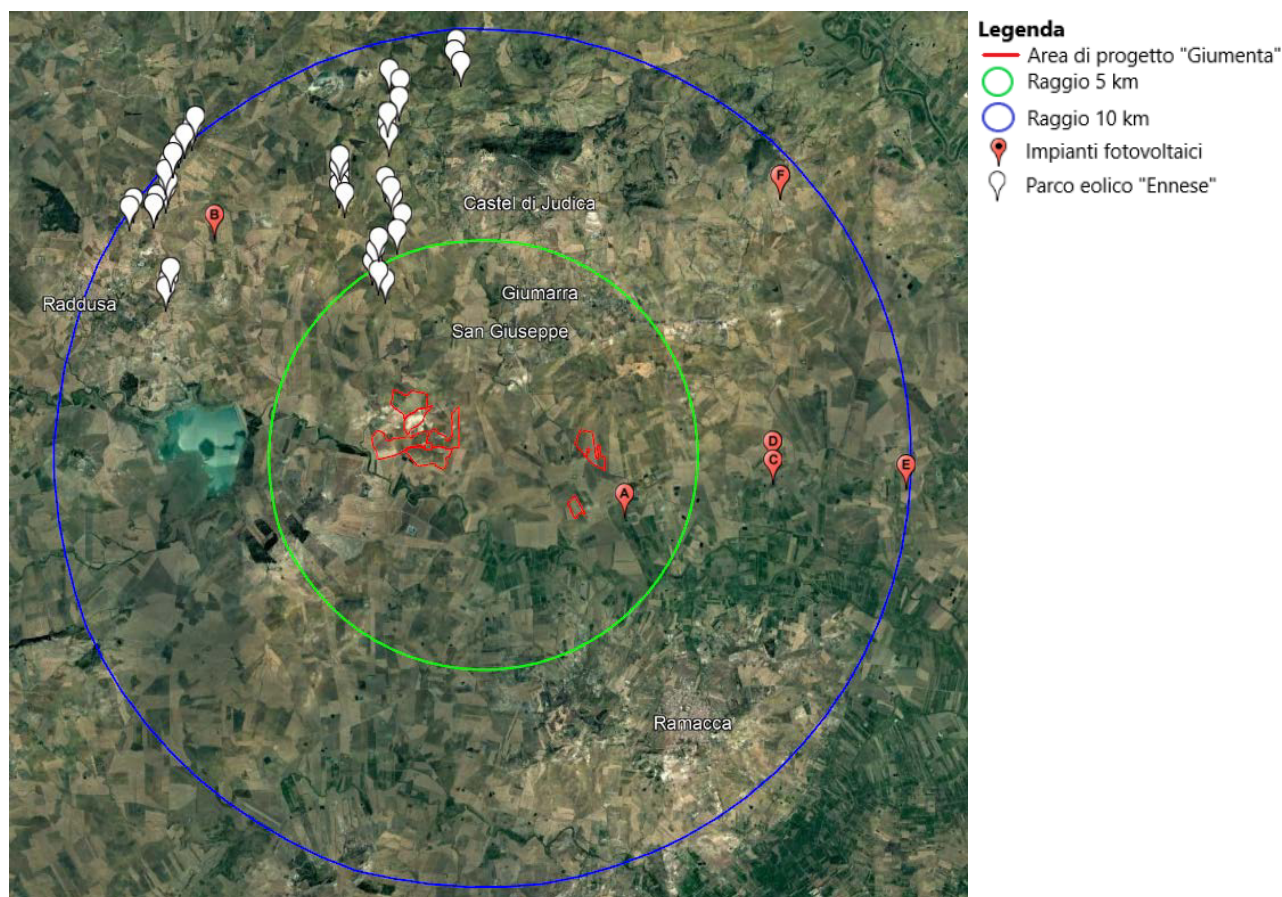 Legenda
Area di progetto "Giumenta"
Raggio 5 km
Raggio 10 km
Impianti fotovoltaici
Parco eolico "Ennese"
F
B
Castel di Judica
Raddusa
Giumarra
San Giuseppe
D
C
E
A
Ramacca